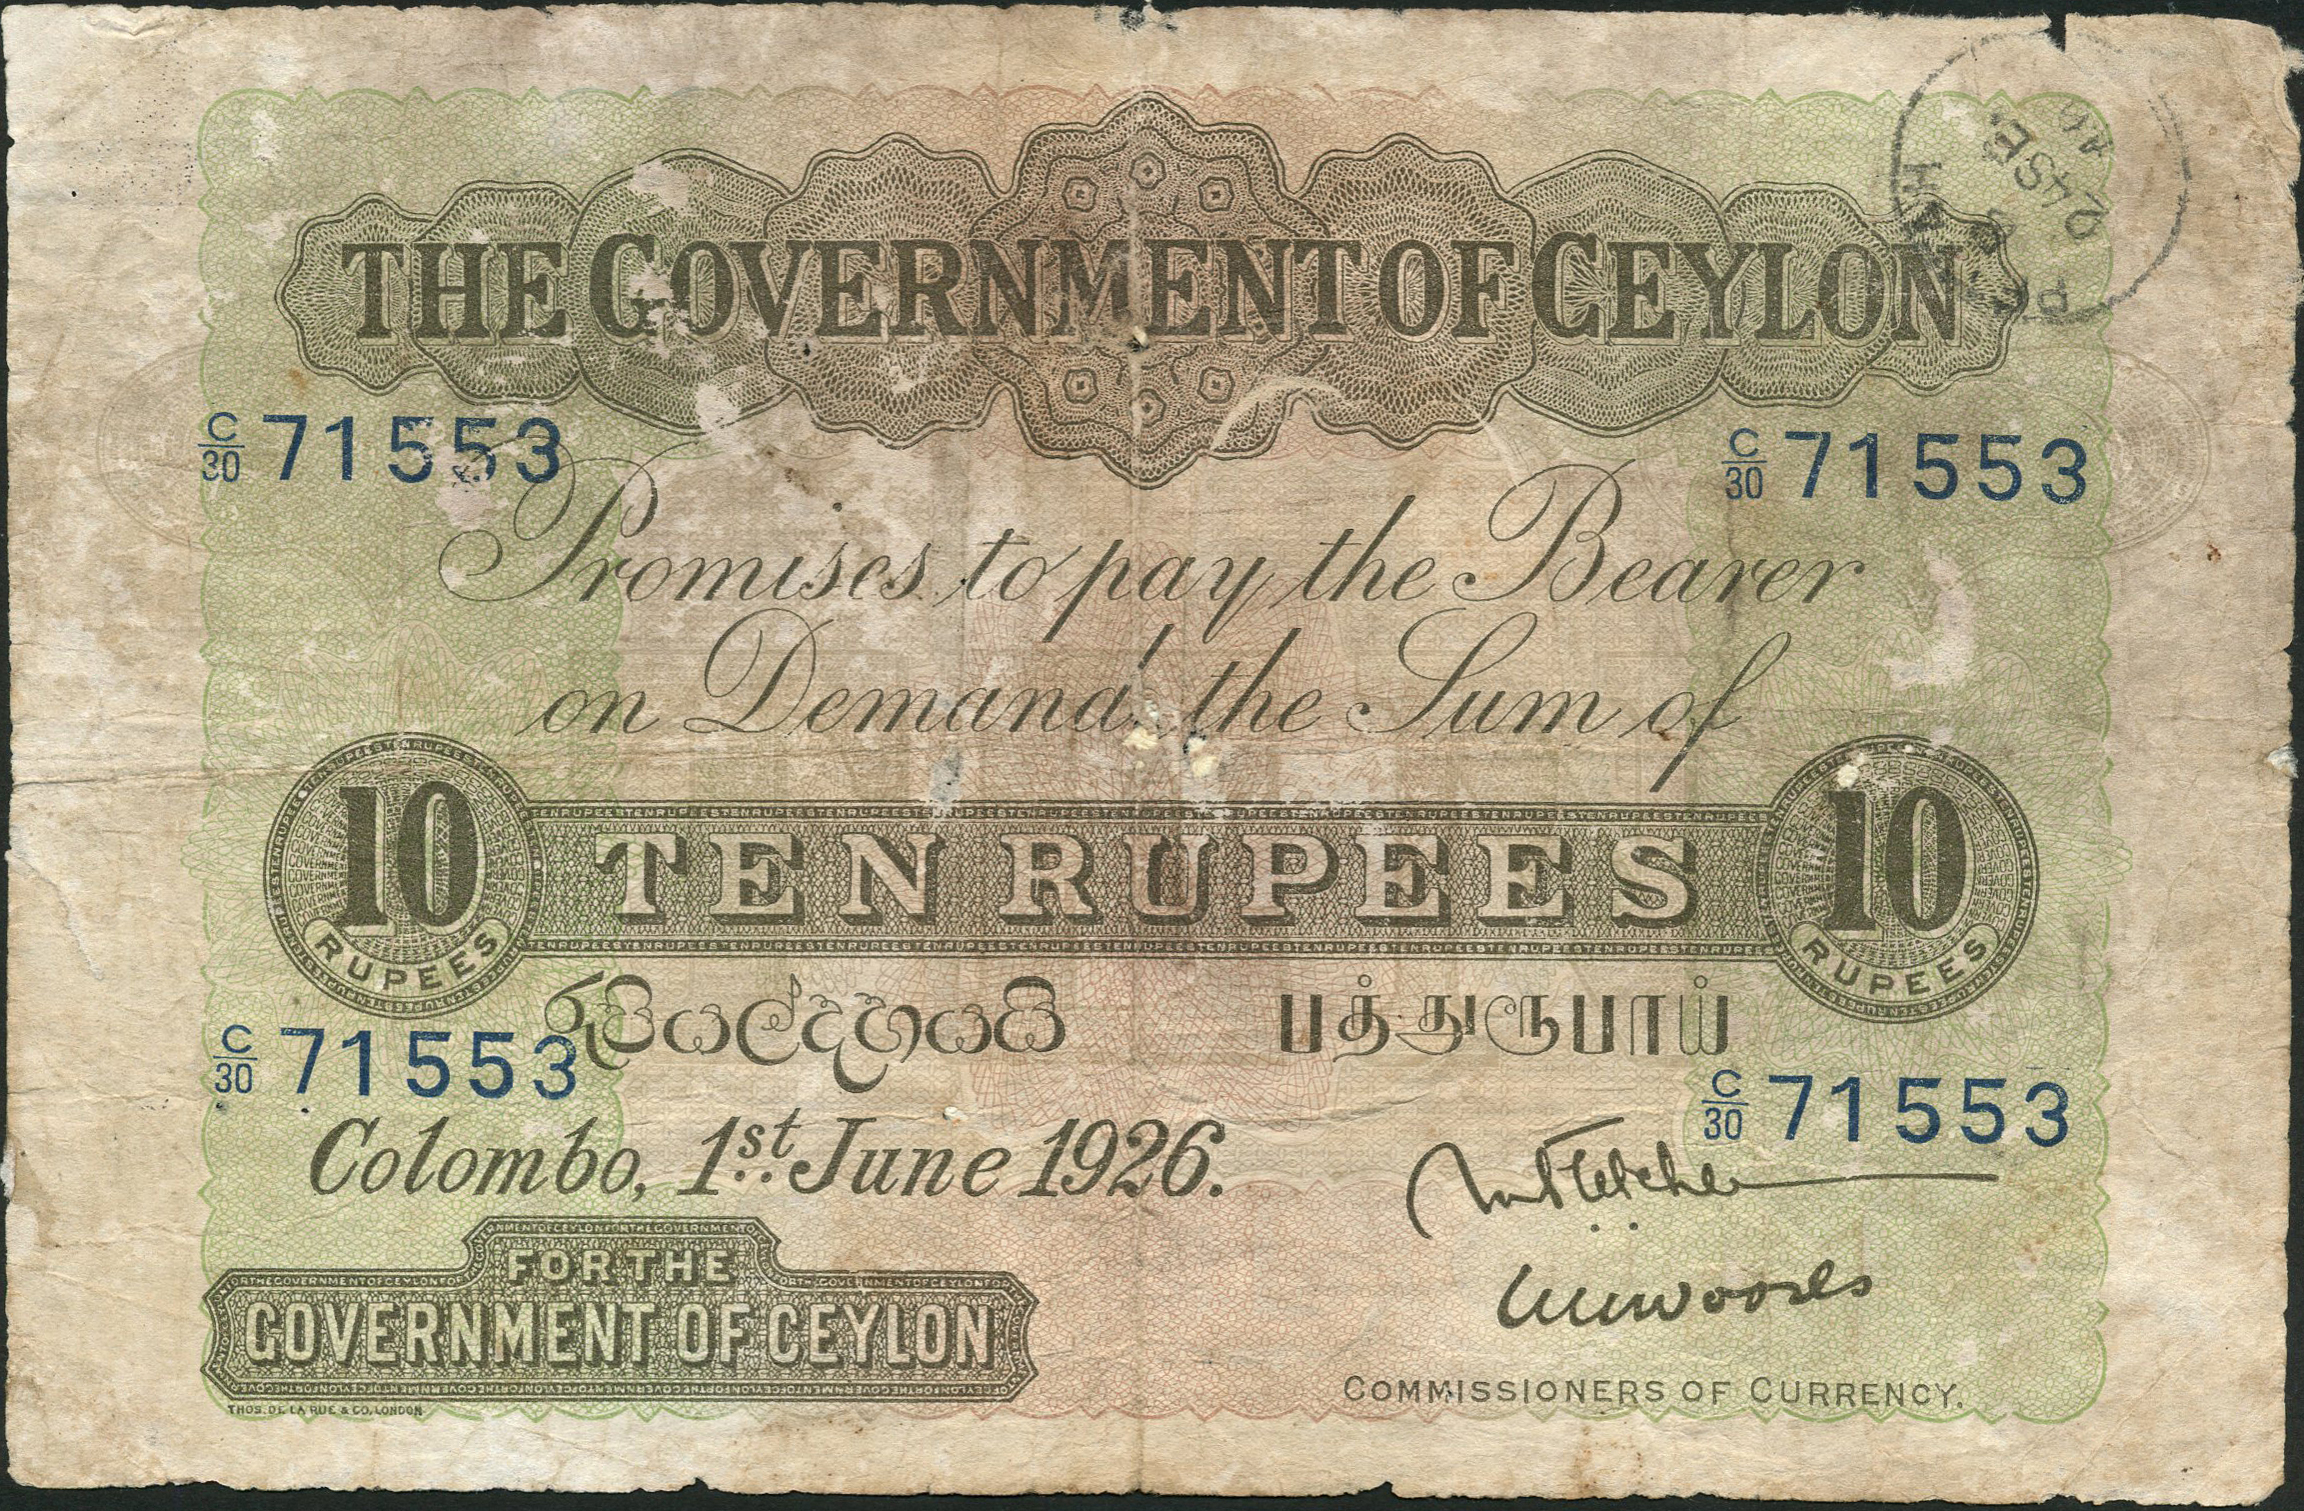 THE GOVERNMENT OF CEYLON
C/30 71553
C/30 71553
Promises to pay the Bearer
on Demand the Sum of
10 RUPEES
TEN RUPEES
10 RUPEES
රුපියල්දහයයි
பத்துரூபாய்
C/30 71553
C/30 71553
Colombo, 1st June 1926.
FOR THE
GOVERNMENT OF CEYLON
COMMISSIONERS OF CURRENCY.
THOS. DE LA RUE & CO, LONDON
24 SE